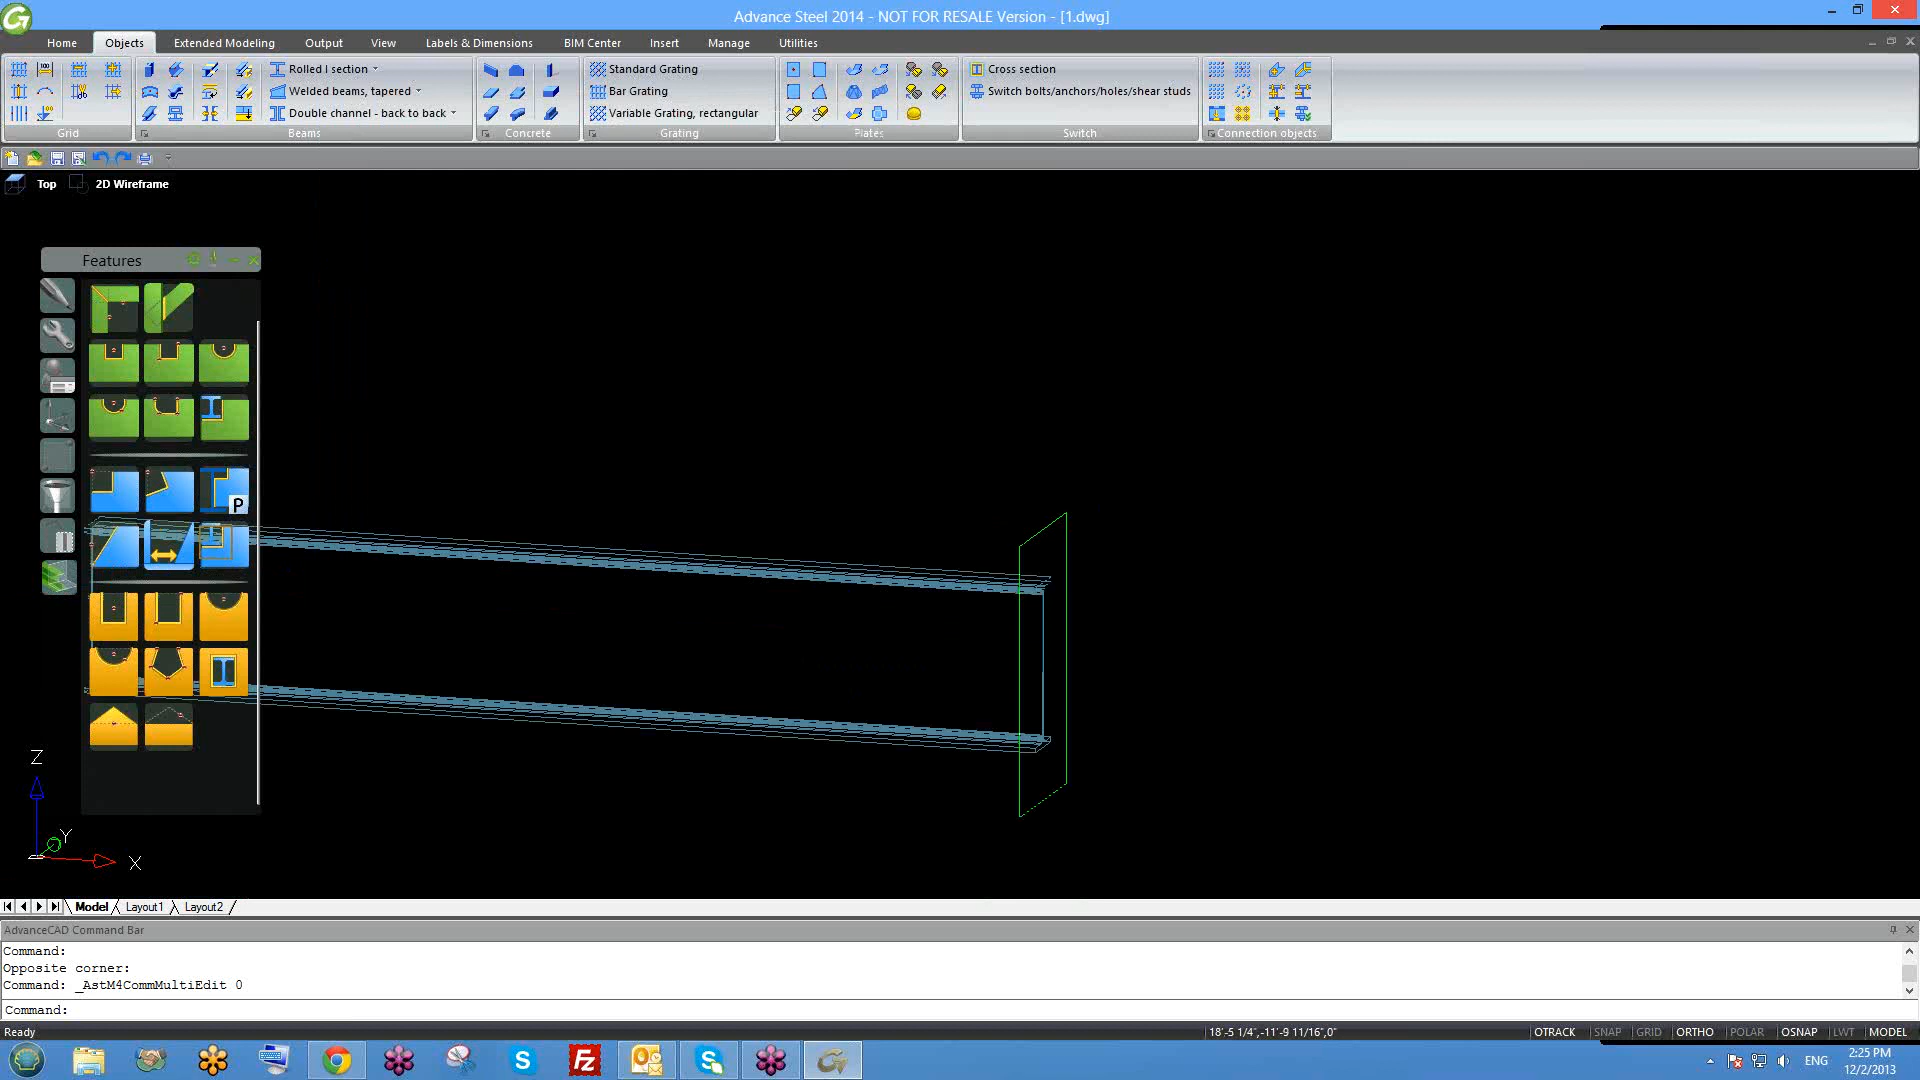 Advance Steel 2014 - NOT FOR RESALE Version - [1.dwg]
Home Objects Extended Modeling Output View Labels & Dimensions BIM Center Insert Manage Utilities
Rolled I section Standard Grating Cross section
Welded beams, tapered Bar Grating Switch bolts/anchors/holes/shear studs
Double channel - back to back Variable Grating, rectangular
Grid Beams Concrete Grating Plates Switch Connection objects
Top 2D Wireframe
Features
P
Z
Y
X
Model Layout1 Layout2
AdvanceCAD Command Bar
Command:
Opposite corner:
Command: _AstM4CommMultiEdit 0
Command:
Ready 18'-5 1/4",-11'-9 11/16",0" OTRACK SNAP GRID ORTHO POLAR OSNAP LWT MODEL
ENG 2:25 PM
12/2/2013